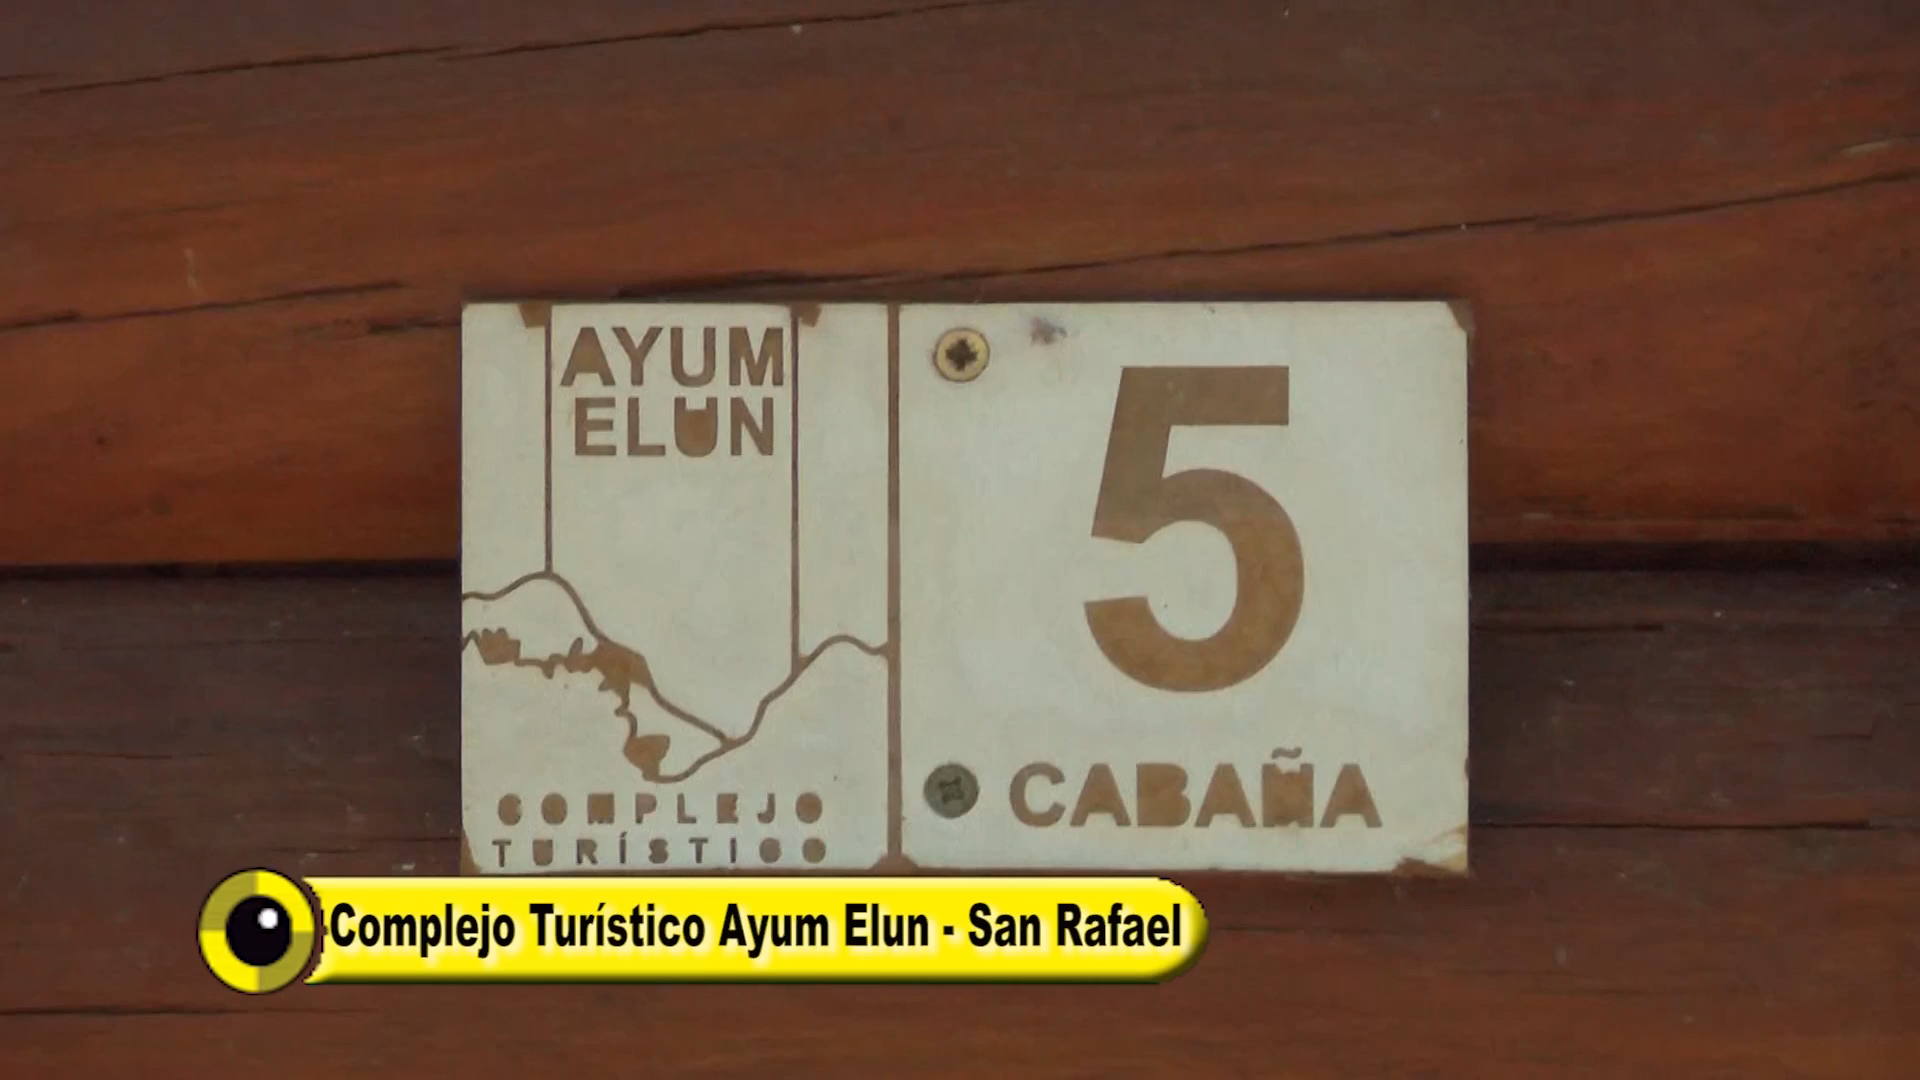 AYUM
ELUN
COMPLEJO
TURÍSTICO
5
CABAÑA
Complejo Turístico Ayum Elun - San Rafael